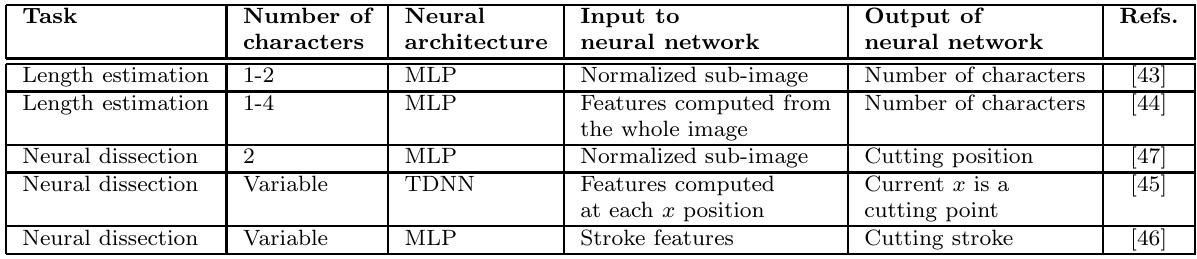 Task Number of Neural Input to Output of Refs.
characters architecture neural network neural network
Length estimation 1-2 MLP Normalized sub-image Number of characters [43]
Length estimation 1-4 MLP Features computed from Number of characters [44]
the whole image
Neural dissection 2 MLP Normalized sub-image Cutting position [47]
Neural dissection Variable TDNN Features computed Current x is a [45]
at each x position cutting point
Neural dissection Variable MLP Stroke features Cutting stroke [46]